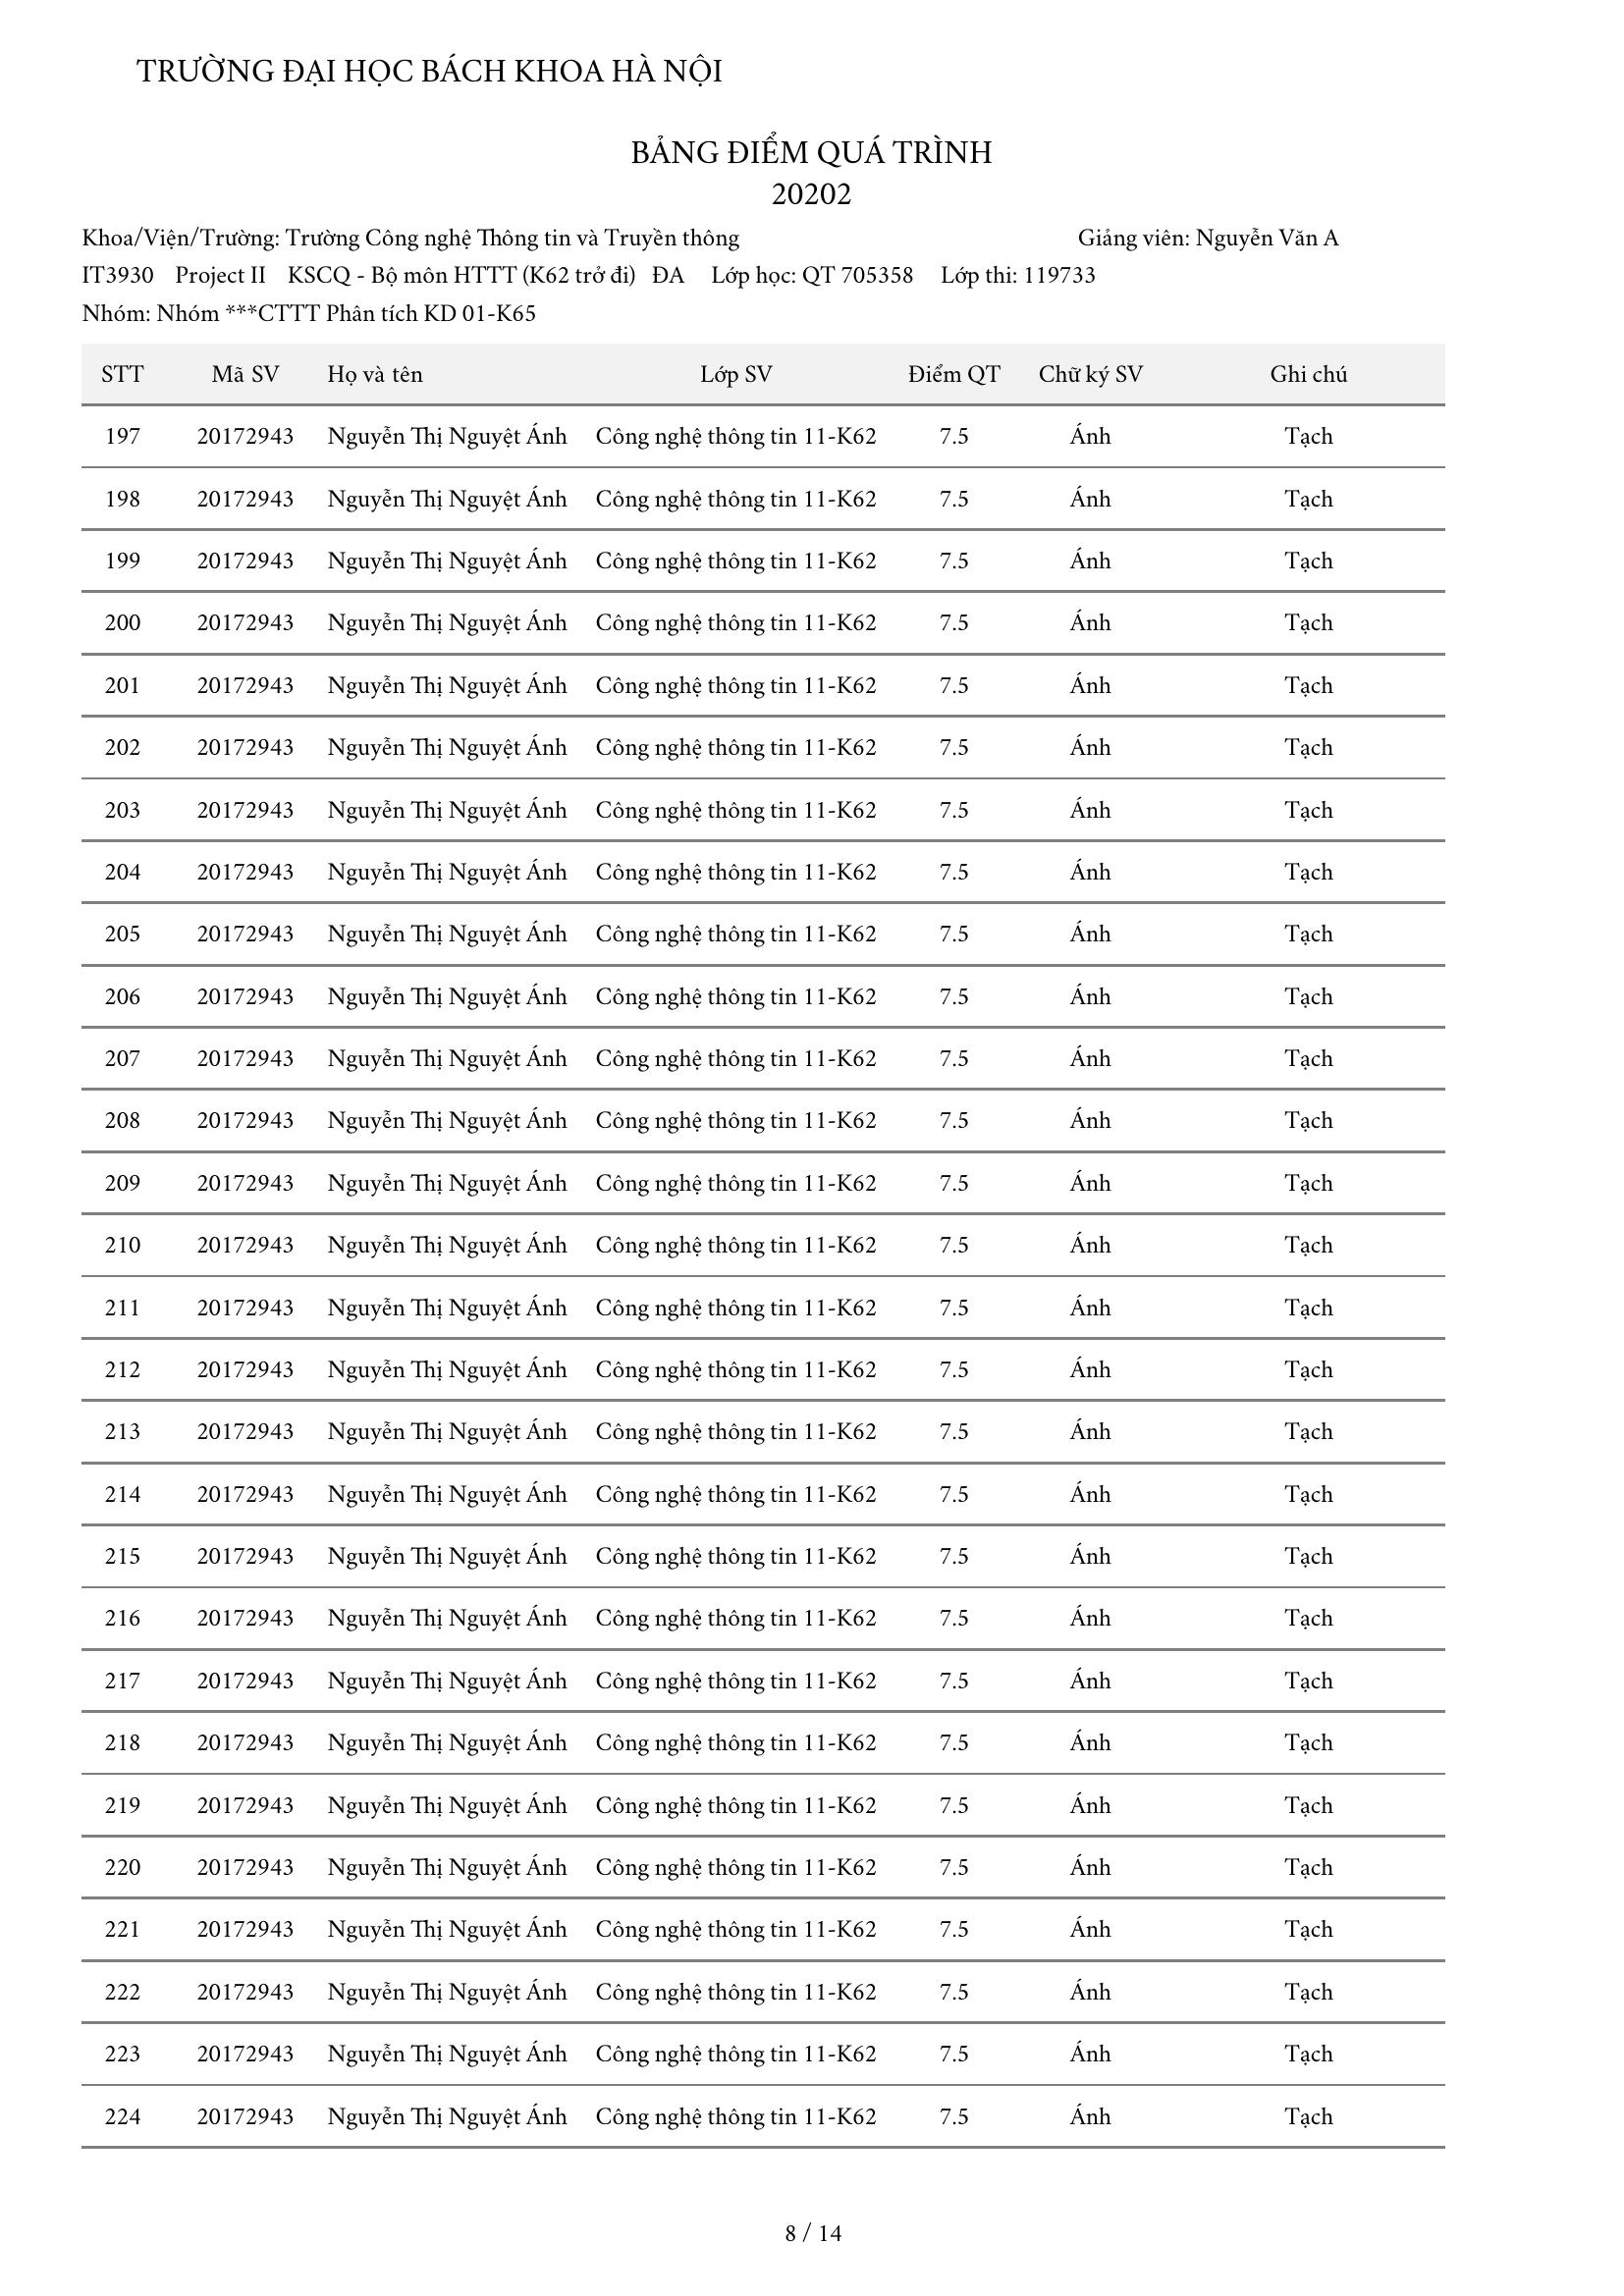 TRƯỜNG ĐẠI HỌC BÁCH KHOA HÀ NỘI
BẢNG ĐIỂM QUÁ TRÌNH
20202
Khoa/Viện/Trường: Trường Công nghệ Thông tin và Truyền thông Giảng viên: Nguyễn Văn A
IT3930 Project II KSCQ - Bộ môn HTTT (K62 trở đi) ĐA Lớp học: QT 705358 Lớp thi: 119733
Nhóm: Nhóm ***CTTT Phân tích KD 01-K65
STT Mã SV Họ và tên Lớp SV Điểm QT Chữ ký SV Ghi chú
197 20172943 Nguyễn Thị Nguyệt Ánh Công nghệ thông tin 11-K62 7.5 Ánh Tạch
198 20172943 Nguyễn Thị Nguyệt Ánh Công nghệ thông tin 11-K62 7.5 Ánh Tạch
199 20172943 Nguyễn Thị Nguyệt Ánh Công nghệ thông tin 11-K62 7.5 Ánh Tạch
200 20172943 Nguyễn Thị Nguyệt Ánh Công nghệ thông tin 11-K62 7.5 Ánh Tạch
201 20172943 Nguyễn Thị Nguyệt Ánh Công nghệ thông tin 11-K62 7.5 Ánh Tạch
202 20172943 Nguyễn Thị Nguyệt Ánh Công nghệ thông tin 11-K62 7.5 Ánh Tạch
203 20172943 Nguyễn Thị Nguyệt Ánh Công nghệ thông tin 11-K62 7.5 Ánh Tạch
204 20172943 Nguyễn Thị Nguyệt Ánh Công nghệ thông tin 11-K62 7.5 Ánh Tạch
205 20172943 Nguyễn Thị Nguyệt Ánh Công nghệ thông tin 11-K62 7.5 Ánh Tạch
206 20172943 Nguyễn Thị Nguyệt Ánh Công nghệ thông tin 11-K62 7.5 Ánh Tạch
207 20172943 Nguyễn Thị Nguyệt Ánh Công nghệ thông tin 11-K62 7.5 Ánh Tạch
208 20172943 Nguyễn Thị Nguyệt Ánh Công nghệ thông tin 11-K62 7.5 Ánh Tạch
209 20172943 Nguyễn Thị Nguyệt Ánh Công nghệ thông tin 11-K62 7.5 Ánh Tạch
210 20172943 Nguyễn Thị Nguyệt Ánh Công nghệ thông tin 11-K62 7.5 Ánh Tạch
211 20172943 Nguyễn Thị Nguyệt Ánh Công nghệ thông tin 11-K62 7.5 Ánh Tạch
212 20172943 Nguyễn Thị Nguyệt Ánh Công nghệ thông tin 11-K62 7.5 Ánh Tạch
213 20172943 Nguyễn Thị Nguyệt Ánh Công nghệ thông tin 11-K62 7.5 Ánh Tạch
214 20172943 Nguyễn Thị Nguyệt Ánh Công nghệ thông tin 11-K62 7.5 Ánh Tạch
215 20172943 Nguyễn Thị Nguyệt Ánh Công nghệ thông tin 11-K62 7.5 Ánh Tạch
216 20172943 Nguyễn Thị Nguyệt Ánh Công nghệ thông tin 11-K62 7.5 Ánh Tạch
217 20172943 Nguyễn Thị Nguyệt Ánh Công nghệ thông tin 11-K62 7.5 Ánh Tạch
218 20172943 Nguyễn Thị Nguyệt Ánh Công nghệ thông tin 11-K62 7.5 Ánh Tạch
219 20172943 Nguyễn Thị Nguyệt Ánh Công nghệ thông tin 11-K62 7.5 Ánh Tạch
220 20172943 Nguyễn Thị Nguyệt Ánh Công nghệ thông tin 11-K62 7.5 Ánh Tạch
221 20172943 Nguyễn Thị Nguyệt Ánh Công nghệ thông tin 11-K62 7.5 Ánh Tạch
222 20172943 Nguyễn Thị Nguyệt Ánh Công nghệ thông tin 11-K62 7.5 Ánh Tạch
223 20172943 Nguyễn Thị Nguyệt Ánh Công nghệ thông tin 11-K62 7.5 Ánh Tạch
224 20172943 Nguyễn Thị Nguyệt Ánh Công nghệ thông tin 11-K62 7.5 Ánh Tạch
8 / 14